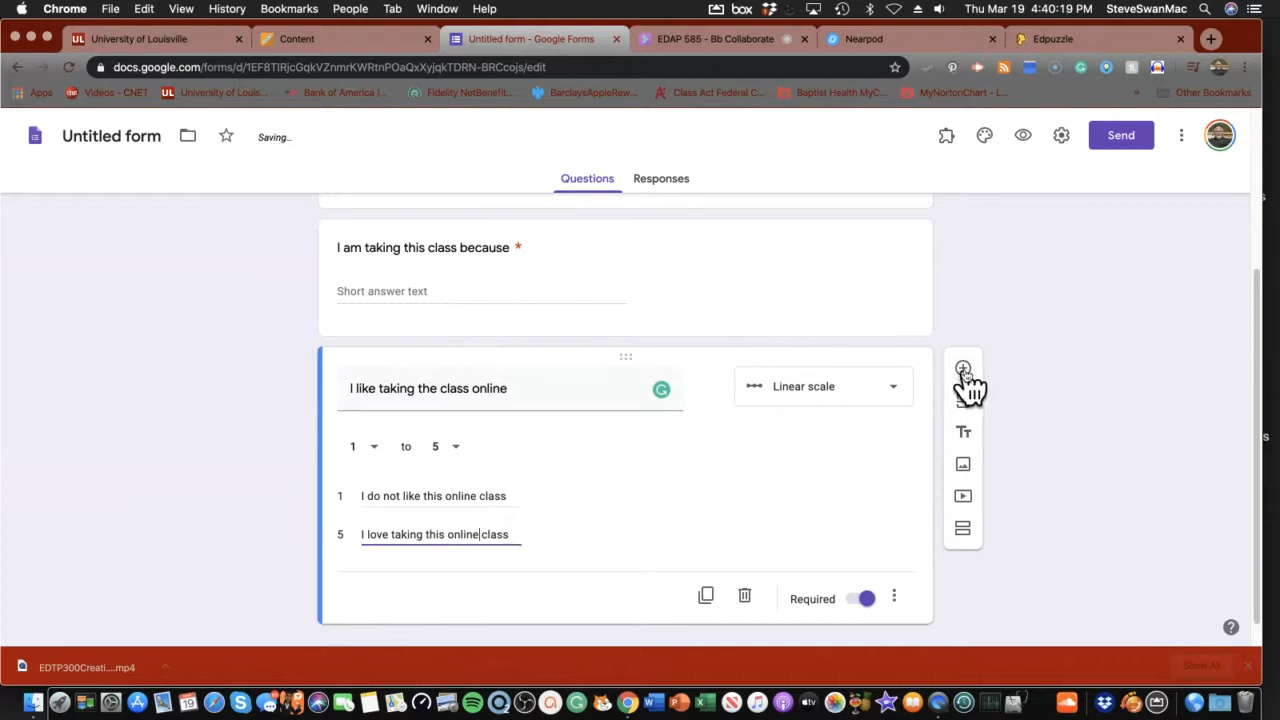 Chrome File Edit View History Bookmarks People Tab Window Help box Thu Mar 19 4:40:19 PM SteveSwanMac
University of Louisville Content Untitled form - Google Forms EDAP 585 - Bb Collaborate Nearpod Edpuzzle
docs.google.com/forms/d/1EF8TIRjcGqkVZnmrKWRtnPOaQxXyjqkTDRN-BRCcojs/edit
Apps Videos - CNET University of Louis... Bank of America |... Fidelity NetBenefit... BarclaysAppleRew... Class Act Federal C... Baptist Health MyC... MyNortonChart - L... » Other Bookmarks
Untitled form Saving... Send
Questions Responses
I am taking this class because *
Short answer text
I like taking the class online Linear scale
1 to 5
1 I do not like this online class
5 I love taking this online class
Required
EDTP300Creati....mp4 Show All